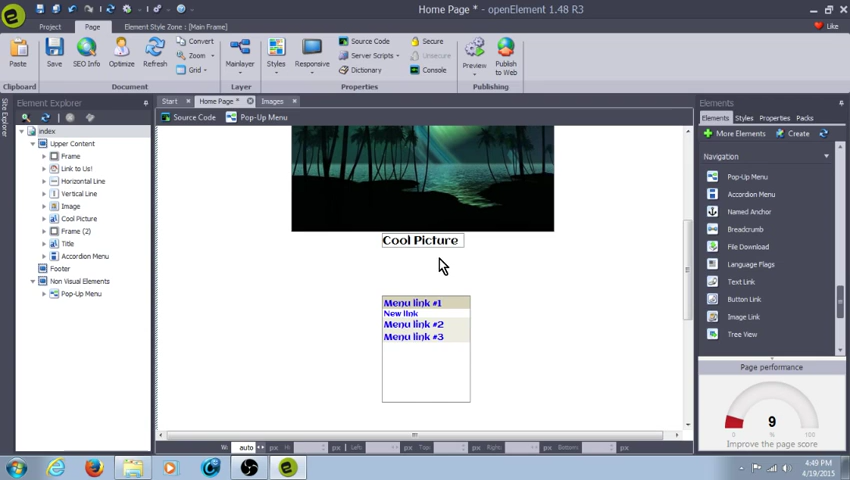 Home Page * - openElement 1.48 R3
Project Page Element Style Zone : [Main Frame] Like
Paste Save SEO Info Optimize Refresh Convert Zoom Grid Mainlayer Styles Responsive Source Code Server Scripts Dictionary Secure Unsecure Console Preview Publish to Web
Clipboard Document Properties Publishing
Site Explorer
Element Explorer
Start Home Page * Images
Elements
Source Code Pop-Up Menu
Elements Styles Properties Packs
More Elements Create
index
Upper Content
Frame
Link to Us!
Horizontal Line
Vertical Line
Image
Cool Picture
Frame (2)
Title
Accordion Menu
Footer
Non Visual Elements
Pop-Up Menu
Cool Picture
Menu link #1
New link
Menu link #2
Menu link #3
Navigation
Pop-Up Menu
Accordion Menu
Named Anchor
Breadcrumb
File Download
Language Flags
Text Link
Button Link
Image Link
Tree View
Page performance
9
0 % 100
Improve the page score
W: auto px Left: px Top: px Right: px Bottom: px
4:49 PM
4/19/2015